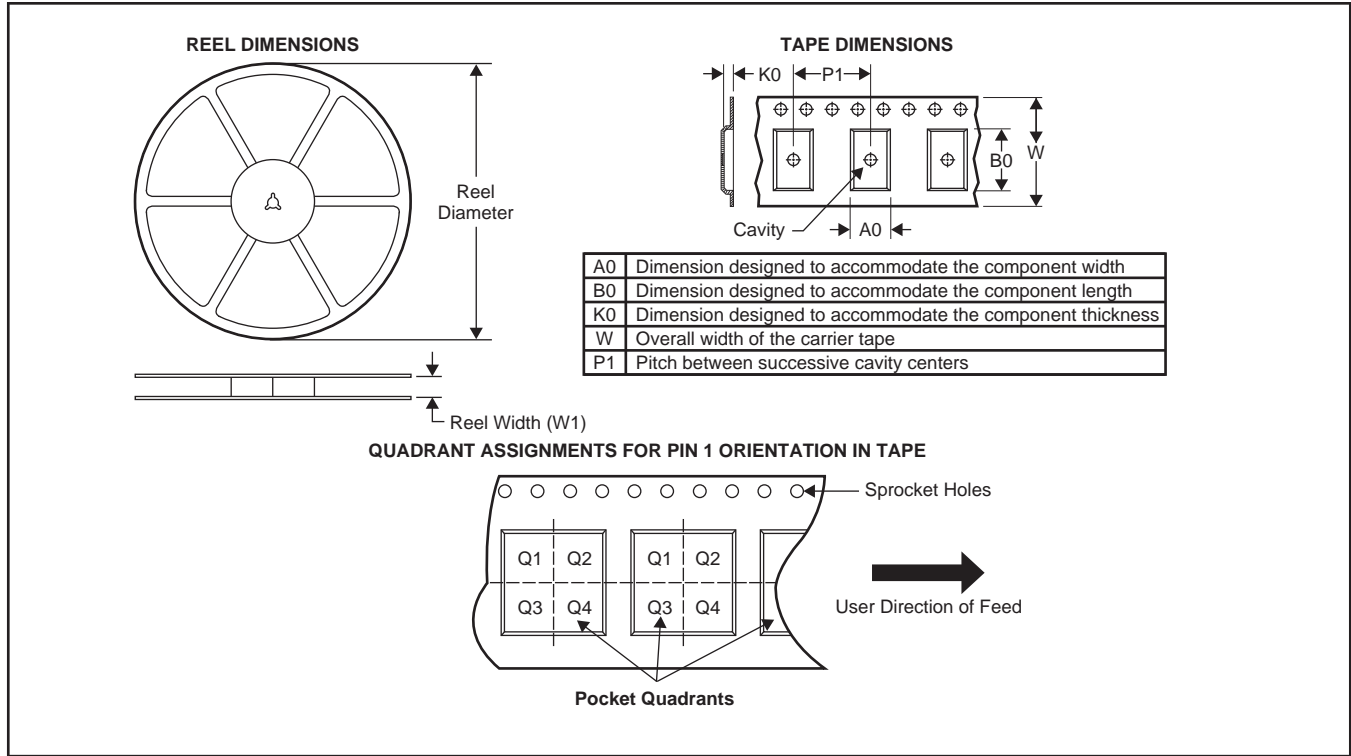 REEL DIMENSIONS
Reel
Diameter
Reel Width (W1)
TAPE DIMENSIONS
K0 P1
B0 W
Cavity A0
A0 Dimension designed to accommodate the component width
B0 Dimension designed to accommodate the component length
K0 Dimension designed to accommodate the component thickness
W Overall width of the carrier tape
P1 Pitch between successive cavity centers
QUADRANT ASSIGNMENTS FOR PIN 1 ORIENTATION IN TAPE
Sprocket Holes
Q1 Q2 Q1 Q2
Q3 Q4 Q3 Q4
User Direction of Feed
Pocket Quadrants